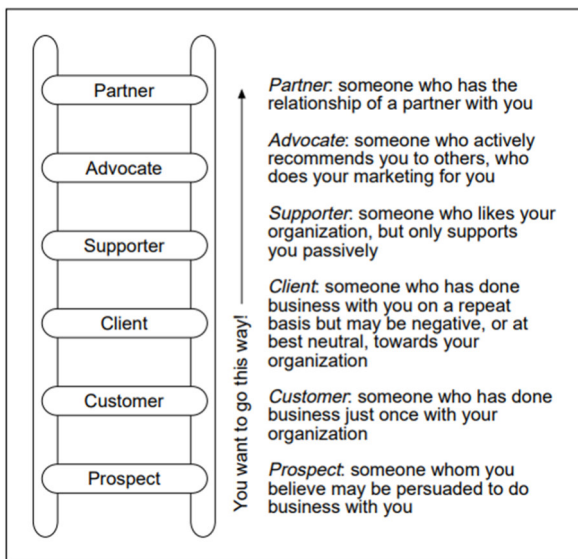 Partner
Advocate
Supporter
Client
Customer
Prospect
You want to go this way!
Partner: someone who has the
relationship of a partner with you
Advocate: someone who actively
recommends you to others, who
does your marketing for you
Supporter: someone who likes your
organization, but only supports
you passively
Client: someone who has done
business with you on a repeat
basis but may be negative, or at
best neutral, towards your
organization
Customer: someone who has done
business just once with your
organization
Prospect: someone whom you
believe may be persuaded to do
business with you